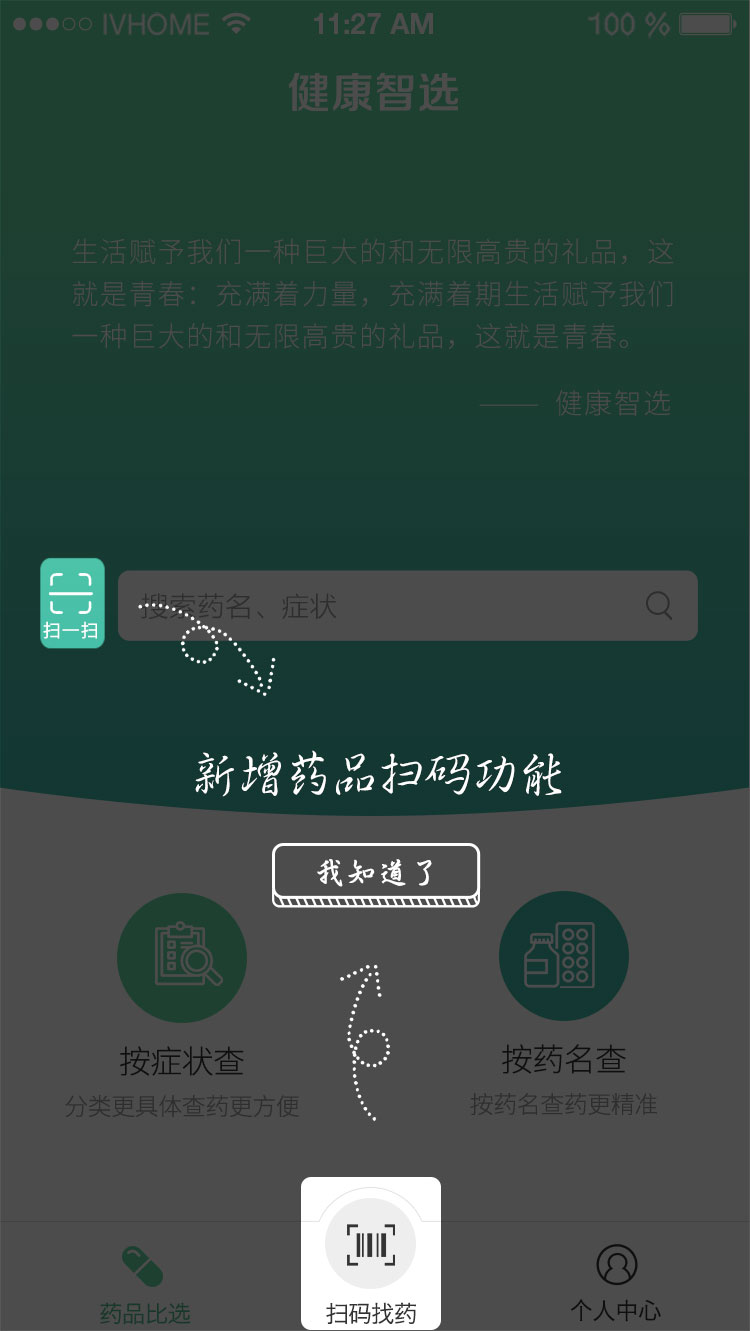 IVHOME 11:27 AM 100 %
健康智选
生活赋予我们一种巨大的和无限高贵的礼品，这
就是青春：充满着力量，充满着期生活赋予我们
一种巨大的和无限高贵的礼品，这就是青春。
—— 健康智选
扫一扫
搜索药名、症状
新增药品扫码功能
我知道了
按症状查
按药名查
分类更具体查药更方便
按药名查药更精准
药品比选
扫码找药
个人中心